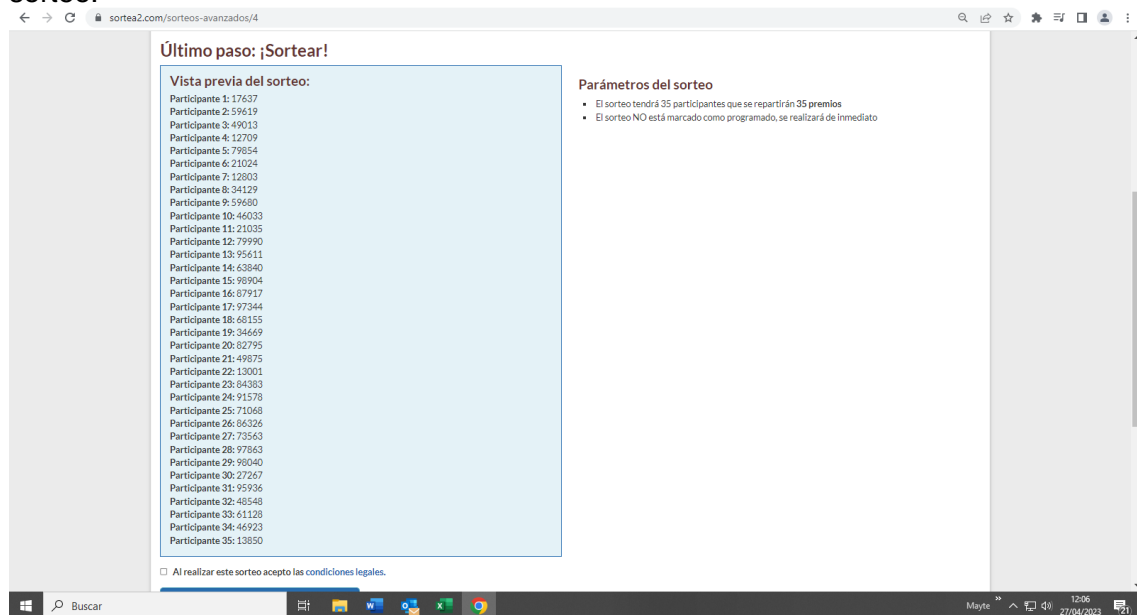 sorteo.
sortea2.com/sorteos-avanzados/4
Último paso: ¡Sortear!
Vista previa del sorteo:
Participante 1: 17637
Participante 2: 59619
Participante 3: 49013
Participante 4: 12709
Participante 5: 79854
Participante 6: 21024
Participante 7: 12803
Participante 8: 34129
Participante 9: 59680
Participante 10: 46033
Participante 11: 21035
Participante 12: 79990
Participante 13: 95611
Participante 14: 63840
Participante 15: 98904
Participante 16: 87917
Participante 17: 97344
Participante 18: 68155
Participante 19: 34669
Participante 20: 82795
Participante 21: 49875
Participante 22: 13001
Participante 23: 84383
Participante 24: 91578
Participante 25: 71068
Participante 26: 86326
Participante 27: 73563
Participante 28: 97863
Participante 29: 98040
Participante 30: 27267
Participante 31: 95936
Participante 32: 48548
Participante 33: 61128
Participante 34: 46923
Participante 35: 13850
Parámetros del sorteo
El sorteo tendrá 35 participantes que se repartirán 35 premios
El sorteo NO está marcado como programado, se realizará de inmediato
Al realizar este sorteo acepto las condiciones legales.
Buscar
Mayte
12:06
27/04/2023
21